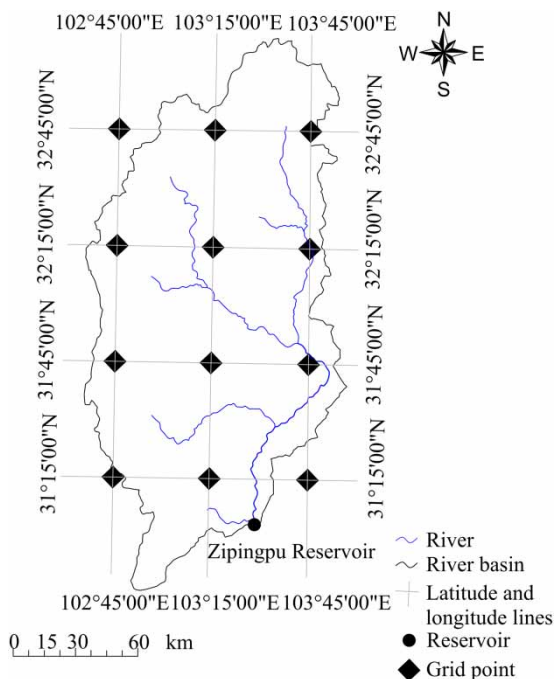 102°45'00"E 103°15'00"E 103°45'00"E
N
W E
S
32°45'00"N 32°45'00"N
32°15'00"N 32°15'00"N
31°45'00"N 31°45'00"N
31°15'00"N 31°15'00"N
Zipingpu Reservoir
102°45'00"E 103°15'00"E 103°45'00"E
0 15 30 60 km
River
River basin
Latitude and
longitude lines
Reservoir
Grid point